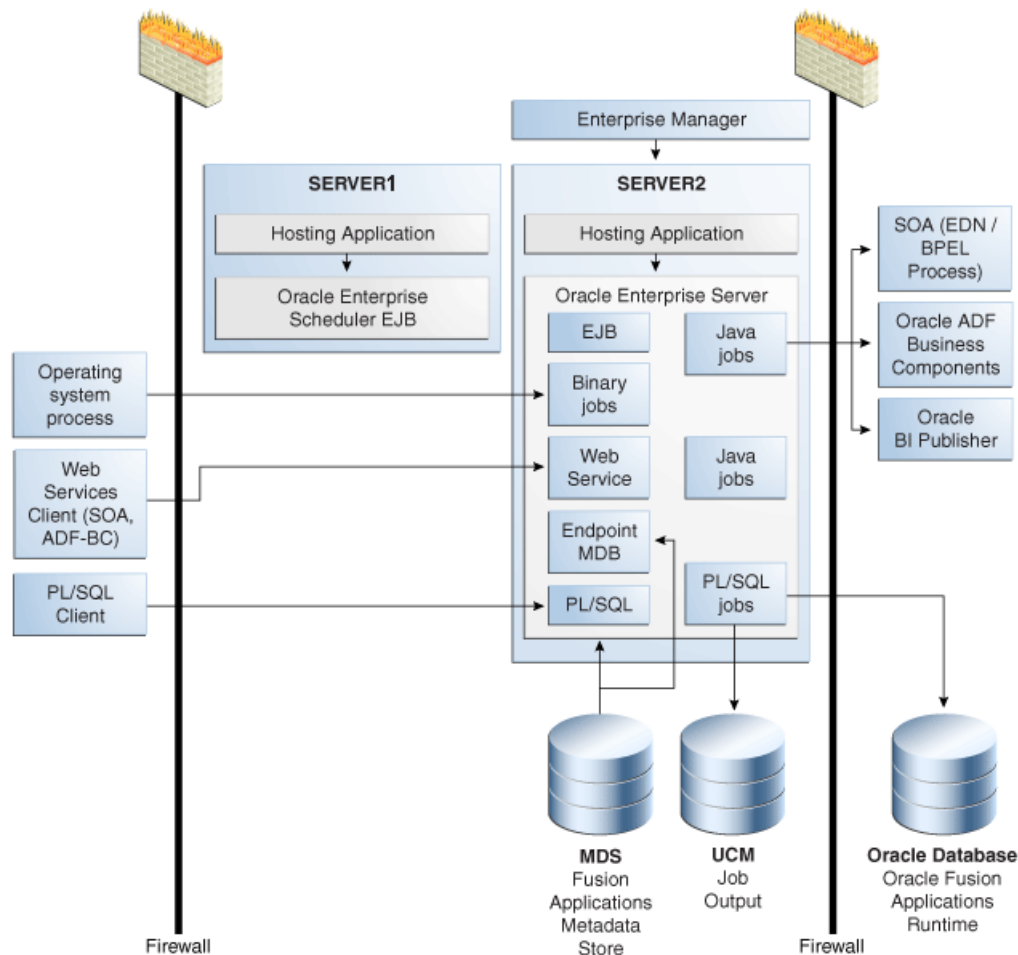 Enterprise Manager
SERVER1
Hosting Application
Oracle Enterprise
Scheduler EJB
SERVER2
Hosting Application
Oracle Enterprise Server
EJB
Java
jobs
Binary
jobs
Web
Service
Java
jobs
Endpoint
MDB
PL/SQL
PL/SQL
jobs
Operating
system
process
Web
Services
Client (SOA,
ADF-BC)
PL/SQL
Client
SOA (EDN /
BPEL
Process)
Oracle ADF
Business
Components
Oracle
BI Publisher
MDS
Fusion
Applications
Metadata
Store
UCM
Job
Output
Oracle Database
Oracle Fusion
Applications
Runtime
Firewall
Firewall